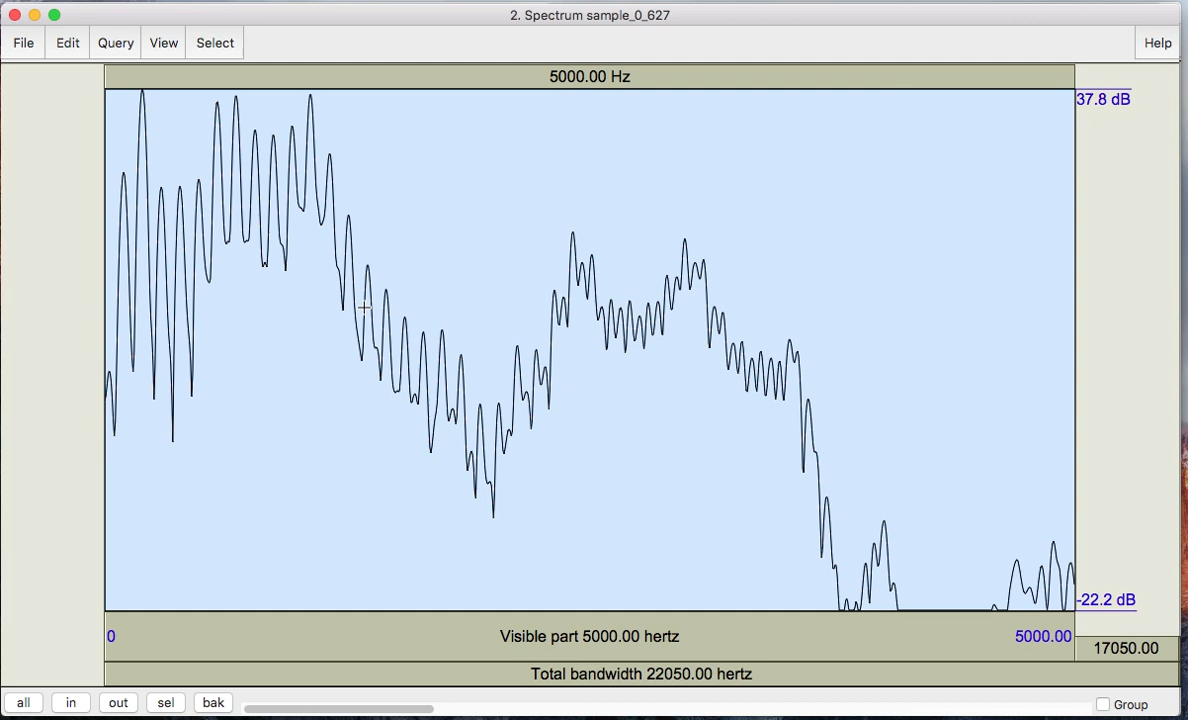 2. Spectrum sample_0_627
File Edit Query View Select Help
5000.00 Hz
37.8 dB
-22.2 dB
0 Visible part 5000.00 hertz 5000.00
17050.00
Total bandwidth 22050.00 hertz
all in out sel bak Group